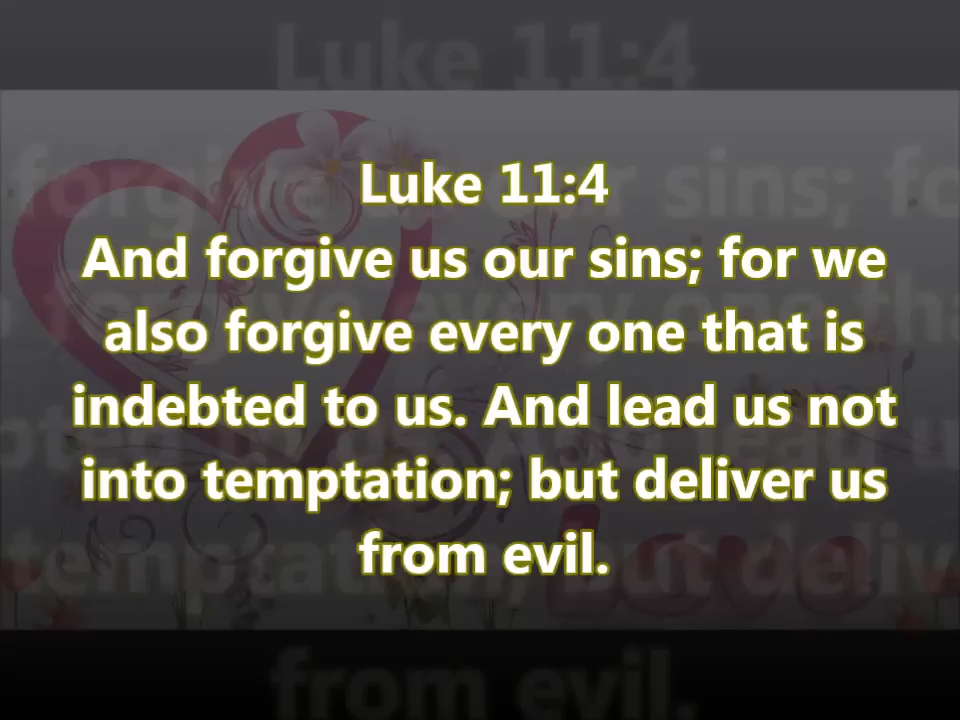 Luke 11:4
And forgive us our sins; for we
also forgive every one that is
indebted to us. And lead us not
into temptation; but deliver us
from evil.